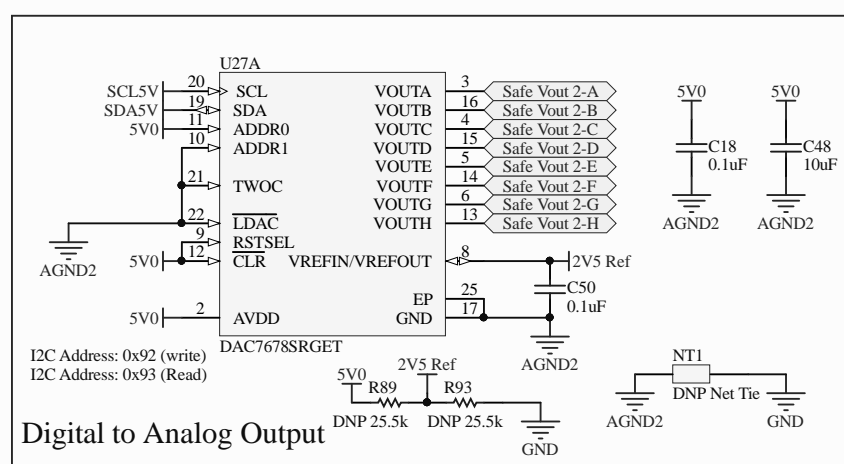 U27A
SCL5V 20 SCL VOUTA 3 Safe Vout 2-A
SDA5V 19 SDA VOUTB 16 Safe Vout 2-B
5V0 11 ADDR0 VOUTC 4 Safe Vout 2-C
10 ADDR1 VOUTD 15 Safe Vout 2-D
VOUTE 5 Safe Vout 2-E
21 TWOC VOUTF 14 Safe Vout 2-F
VOUTG 6 Safe Vout 2-G
22 LDAC VOUTH 13 Safe Vout 2-H
9 RSTSEL
AGND2
5V0 12 CLR VREFIN/VREFOUT 8 2V5 Ref
C50
0.1uF
EP 25
5V0 2 AVDD GND 17
AGND2
DAC7678SRGET
5V0 5V0
C18 C48
0.1uF 10uF
AGND2 AGND2
I2C Address: 0x92 (write)
I2C Address: 0x93 (Read)
5V0 2V5 Ref
R89 R93
DNP 25.5k DNP 25.5k
GND
NT1
DNP Net Tie
AGND2 GND
Digital to Analog Output